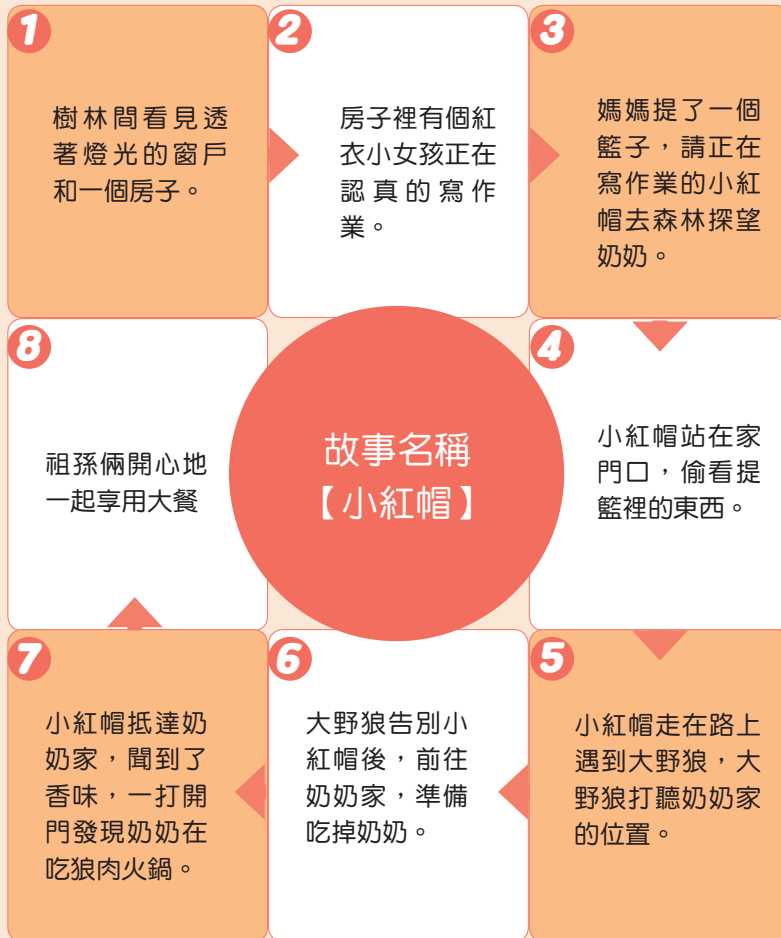 1
樹林間看見透
著燈光的窗戶
和一個房子。
2
房子裡有個紅
衣小女孩正在
認真的寫作
業。
3
媽媽提了一個
籃子，請正在
寫作業的小紅
帽去森林探望
奶奶。
4
小紅帽站在家
門口，偷看提
籃裡的東西。
5
小紅帽走在路上
遇到大野狼，大
野狼打聽奶奶家
的位置。
6
大野狼告別小
紅帽後，前往
奶奶家，準備
吃掉奶奶。
7
小紅帽抵達奶
奶家，聞到了
香味，一打開
門發現奶奶在
吃狼肉火鍋。
8
祖孫倆開心地
一起享用大餐
故事名稱
【小紅帽】